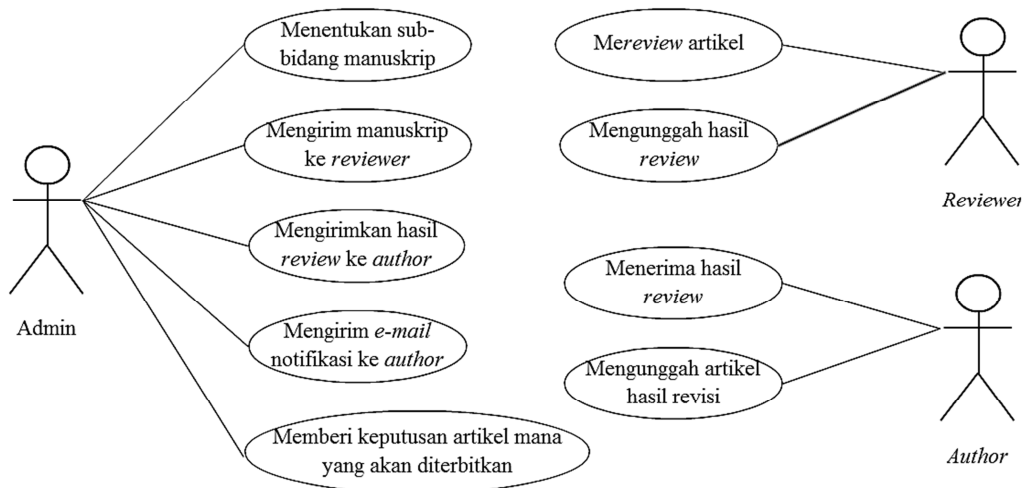 Menentukan sub-
bidang manuskrip
Mengirim manuskrip
ke reviewer
Mengirimkan hasil
review ke author
Mengirim e-mail
notifikasi ke author
Memberi keputusan artikel mana
yang akan diterbitkan
Admin
Mereview artikel
Mengunggah hasil
review
Reviewer
Menerima hasil
review
Mengunggah artikel
hasil revisi
Author